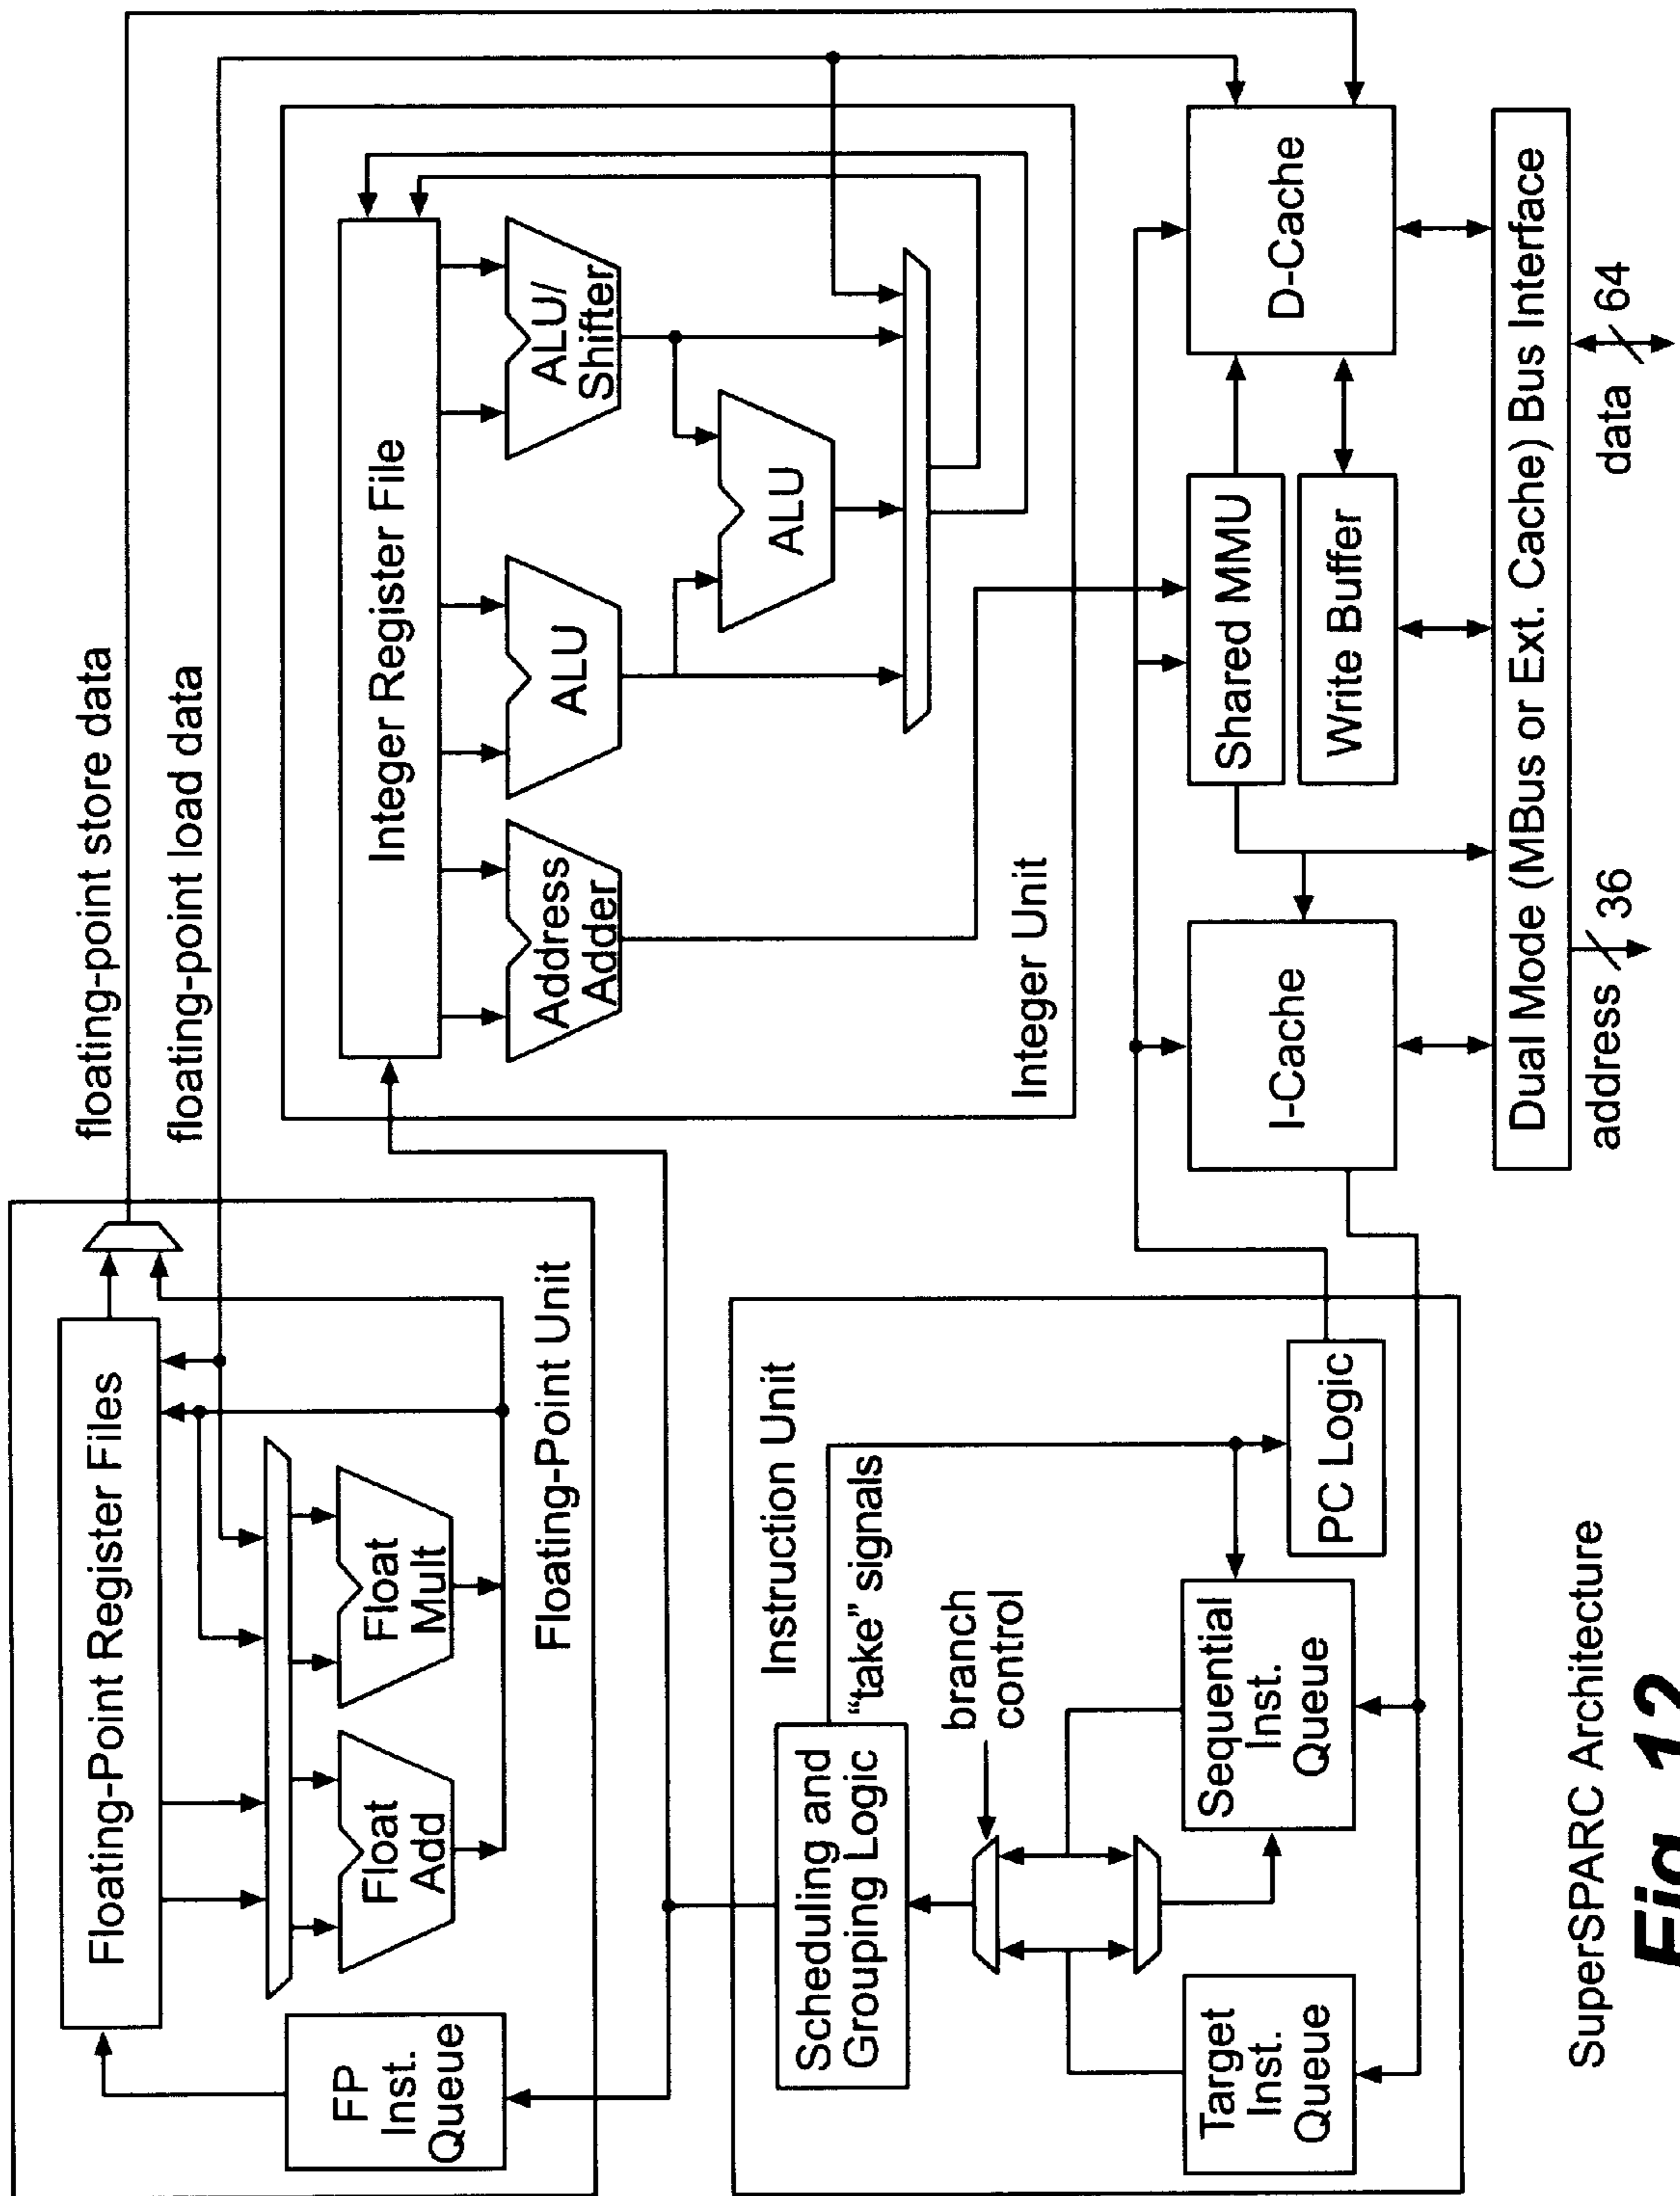 floating-point store data
floating-point load data
Floating-Point Register Files
Float
Add
Float
Mult
FP
Inst.
Queue
Floating-Point Unit
Integer Register File
Address
Adder
ALU
ALU/
Shifter
ALU
Integer Unit
Instruction Unit
Scheduling and
Grouping Logic
“take” signals
branch
control
Target
Inst.
Queue
Sequential
Inst.
Queue
PC Logic
I-Cache
Shared MMU
Write Buffer
D-Cache
Dual Mode (MBus or Ext. Cache) Bus Interface
address
36
data
64
SuperSPARC Architecture
Fig. 12